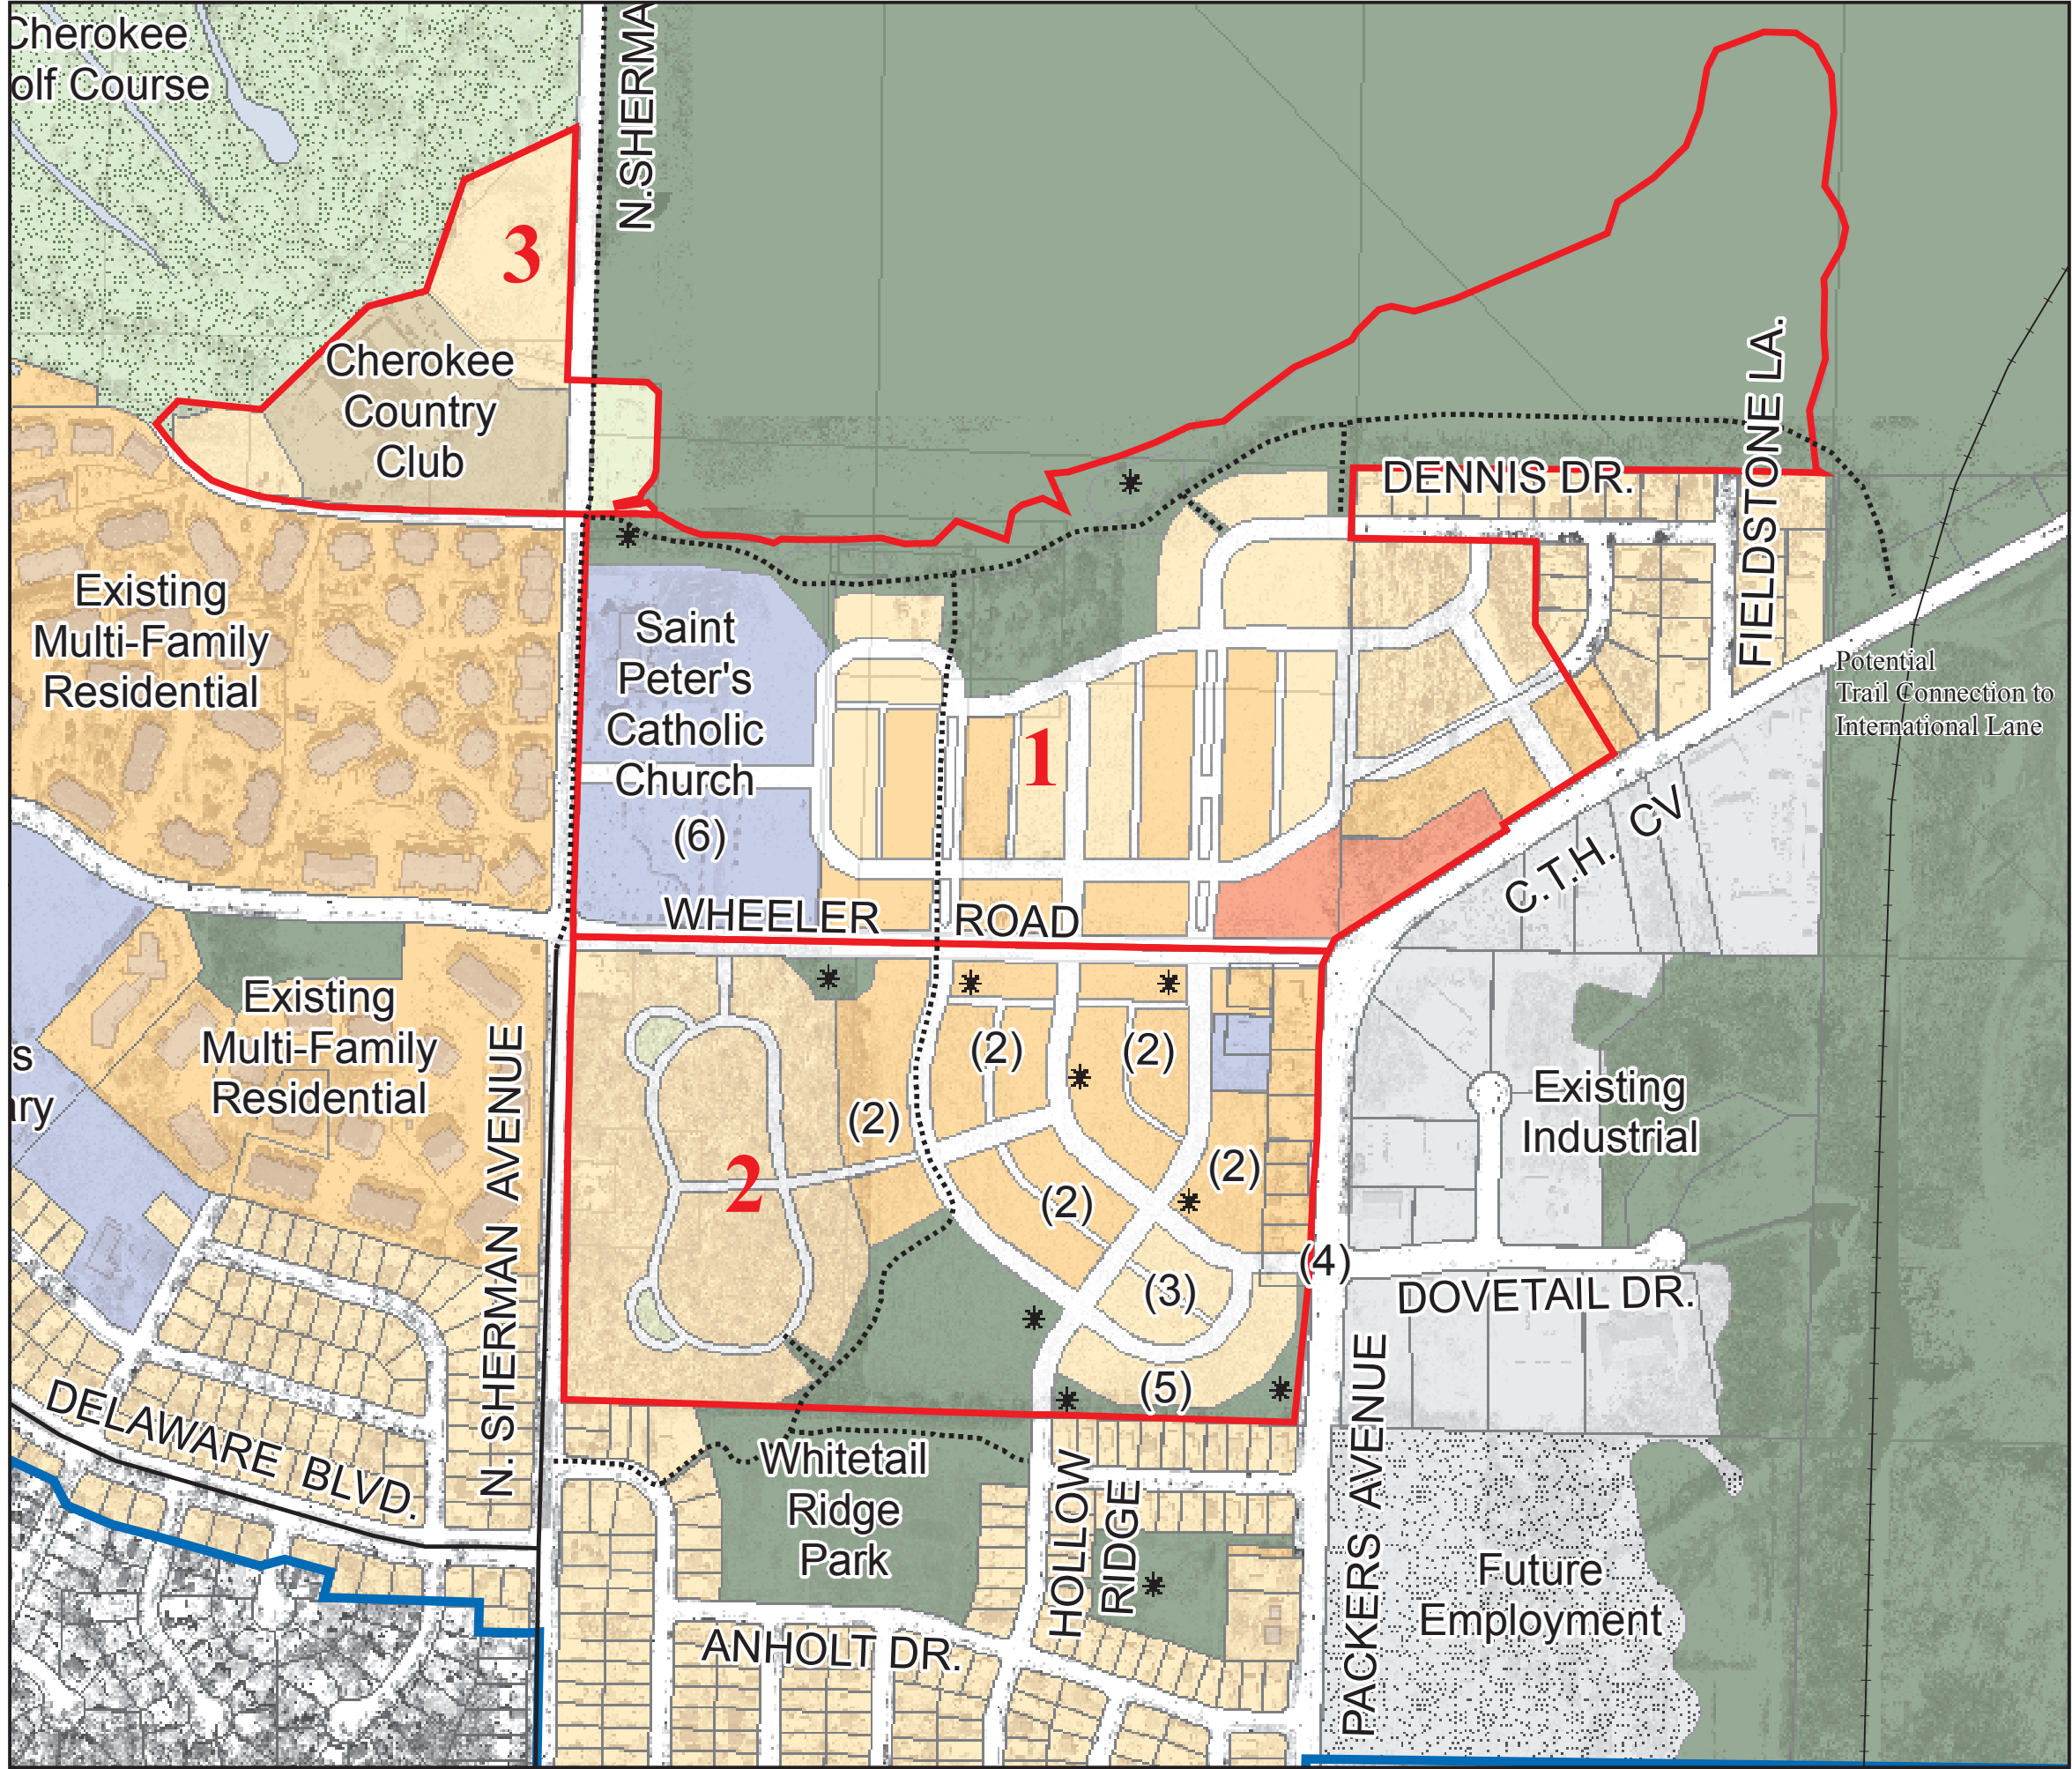 Cherokee
olf Course
N.SHERMA
3
Cherokee
Country
Club
DENNIS DR.
FIELDSTONE LA.
Existing
Multi-Family
Residential
Saint
Peter's
Catholic
Church
(6)
1
Potential
Trail Connection to
International Lane
C.T.H. CV
WHEELER ROAD
Existing
Multi-Family
Residential
s
ry
N. SHERMAN AVENUE
2
(2)
(2)
(2)
(2)
(2)
(3)
(4)
(5)
Existing
Industrial
DOVETAIL DR.
DELAWARE BLVD.
Whitetail
Ridge
Park
HOLLOW
RIDGE
PACKERS AVENUE
Future
Employment
ANHOLT DR.